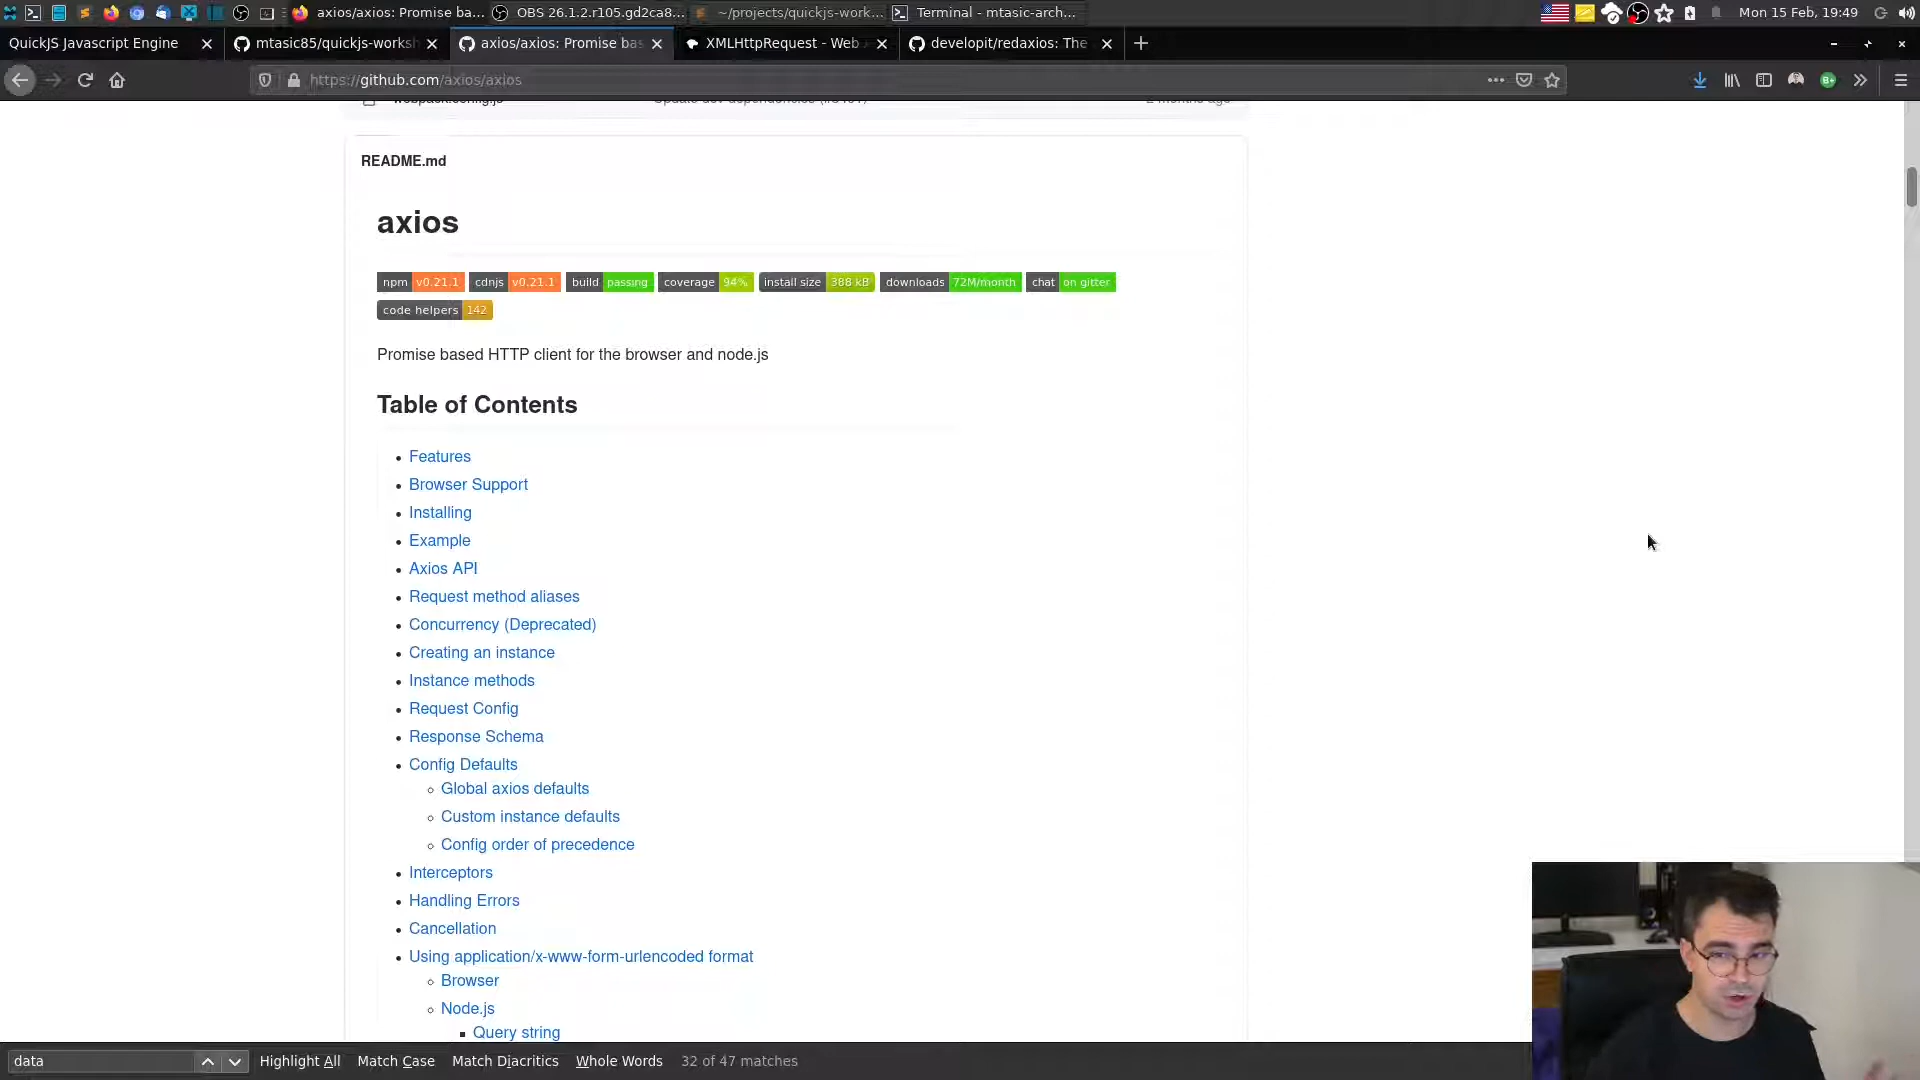 axios/axios: Promise ba...
OBS 26.1.2.r105.gd2ca8...
~/projects/quickjs-work...
Terminal - mtasic-arch...
Mon 15 Feb, 19:49
QuickJS Javascript Engine
mtasic85/quickjs-worksh
axios/axios: Promise bas
XMLHttpRequest - Web A
developit/redaxios: The
https://github.com/axios/axios
README.md
axios
npm v0.21.1 cdnjs v0.21.1 build passing coverage 94% install size 388 kB downloads 72M/month chat on gitter
code helpers 142
Promise based HTTP client for the browser and node.js
Table of Contents
Features
Browser Support
Installing
Example
Axios API
Request method aliases
Concurrency (Deprecated)
Creating an instance
Instance methods
Request Config
Response Schema
Config Defaults
Global axios defaults
Custom instance defaults
Config order of precedence
Interceptors
Handling Errors
Cancellation
Using application/x-www-form-urlencoded format
Browser
Node.js
Query string
data
Highlight All
Match Case
Match Diacritics
Whole Words
32 of 47 matches